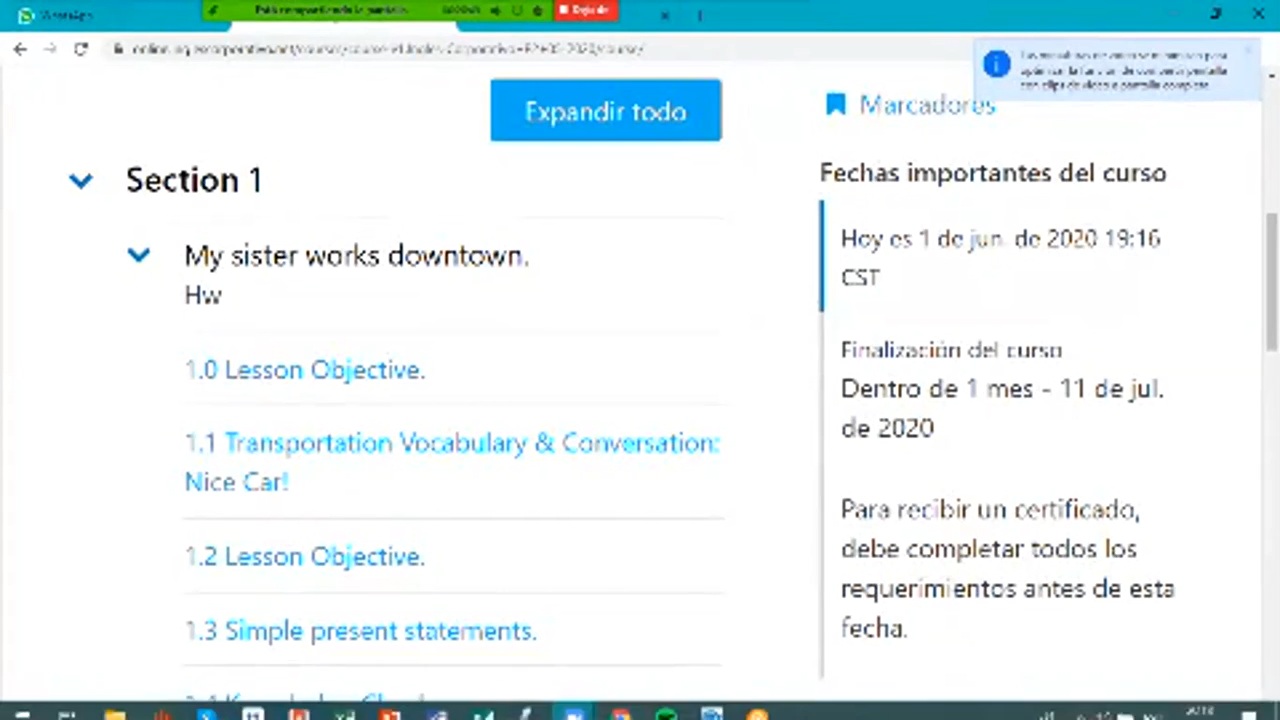 WhatsApp
Expandir todo
Marcadores
Section 1
My sister works downtown.
Hw
1.0 Lesson Objective.
1.1 Transportation Vocabulary & Conversation:
Nice Car!
1.2 Lesson Objective.
1.3 Simple present statements.
Fechas importantes del curso
Hoy es 1 de jun. de 2020 19:16
CST
Finalización del curso
Dentro de 1 mes - 11 de jul.
de 2020
Para recibir un certificado,
debe completar todos los
requerimientos antes de esta
fecha.